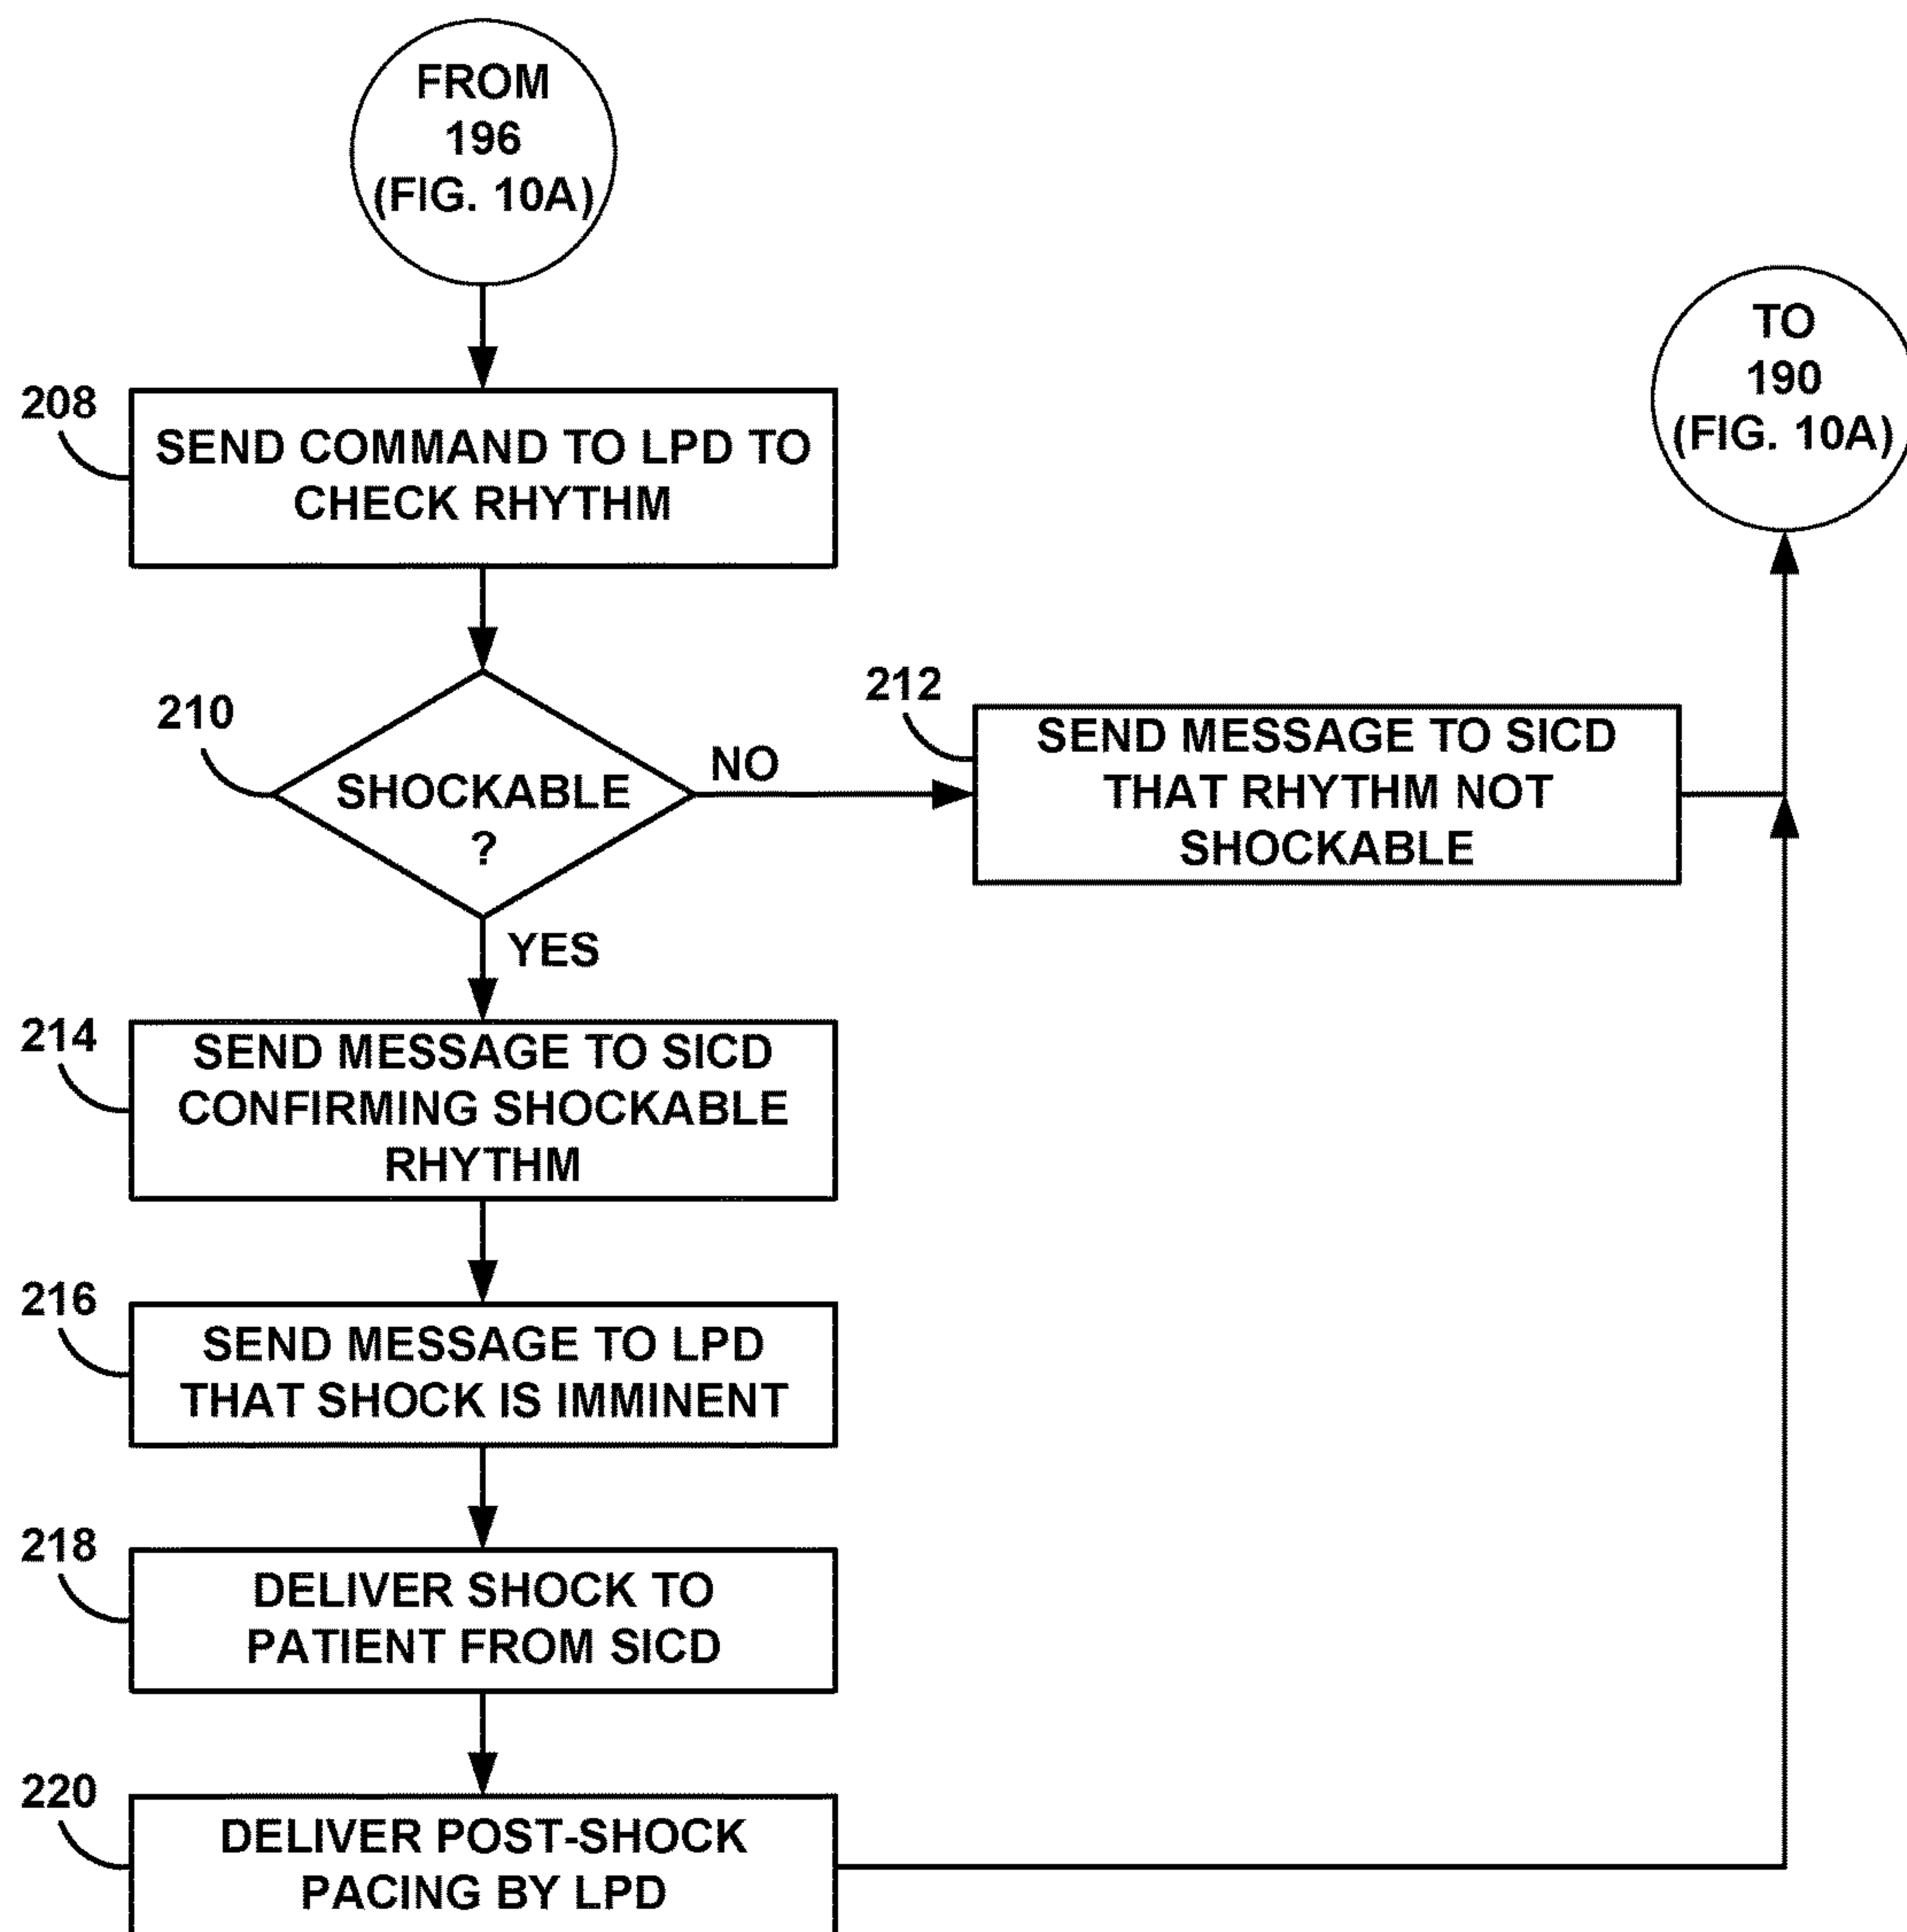 FROM
196
(FIG. 10A)
208
SEND COMMAND TO LPD TO
CHECK RHYTHM
TO
190
(FIG. 10A)
210
SHOCKABLE
?
NO
212
SEND MESSAGE TO SICD
THAT RHYTHM NOT
SHOCKABLE
YES
214
SEND MESSAGE TO SICD
CONFIRMING SHOCKABLE
RHYTHM
216
SEND MESSAGE TO LPD
THAT SHOCK IS IMMINENT
218
DELIVER SHOCK TO
PATIENT FROM SICD
220
DELIVER POST-SHOCK
PACING BY LPD